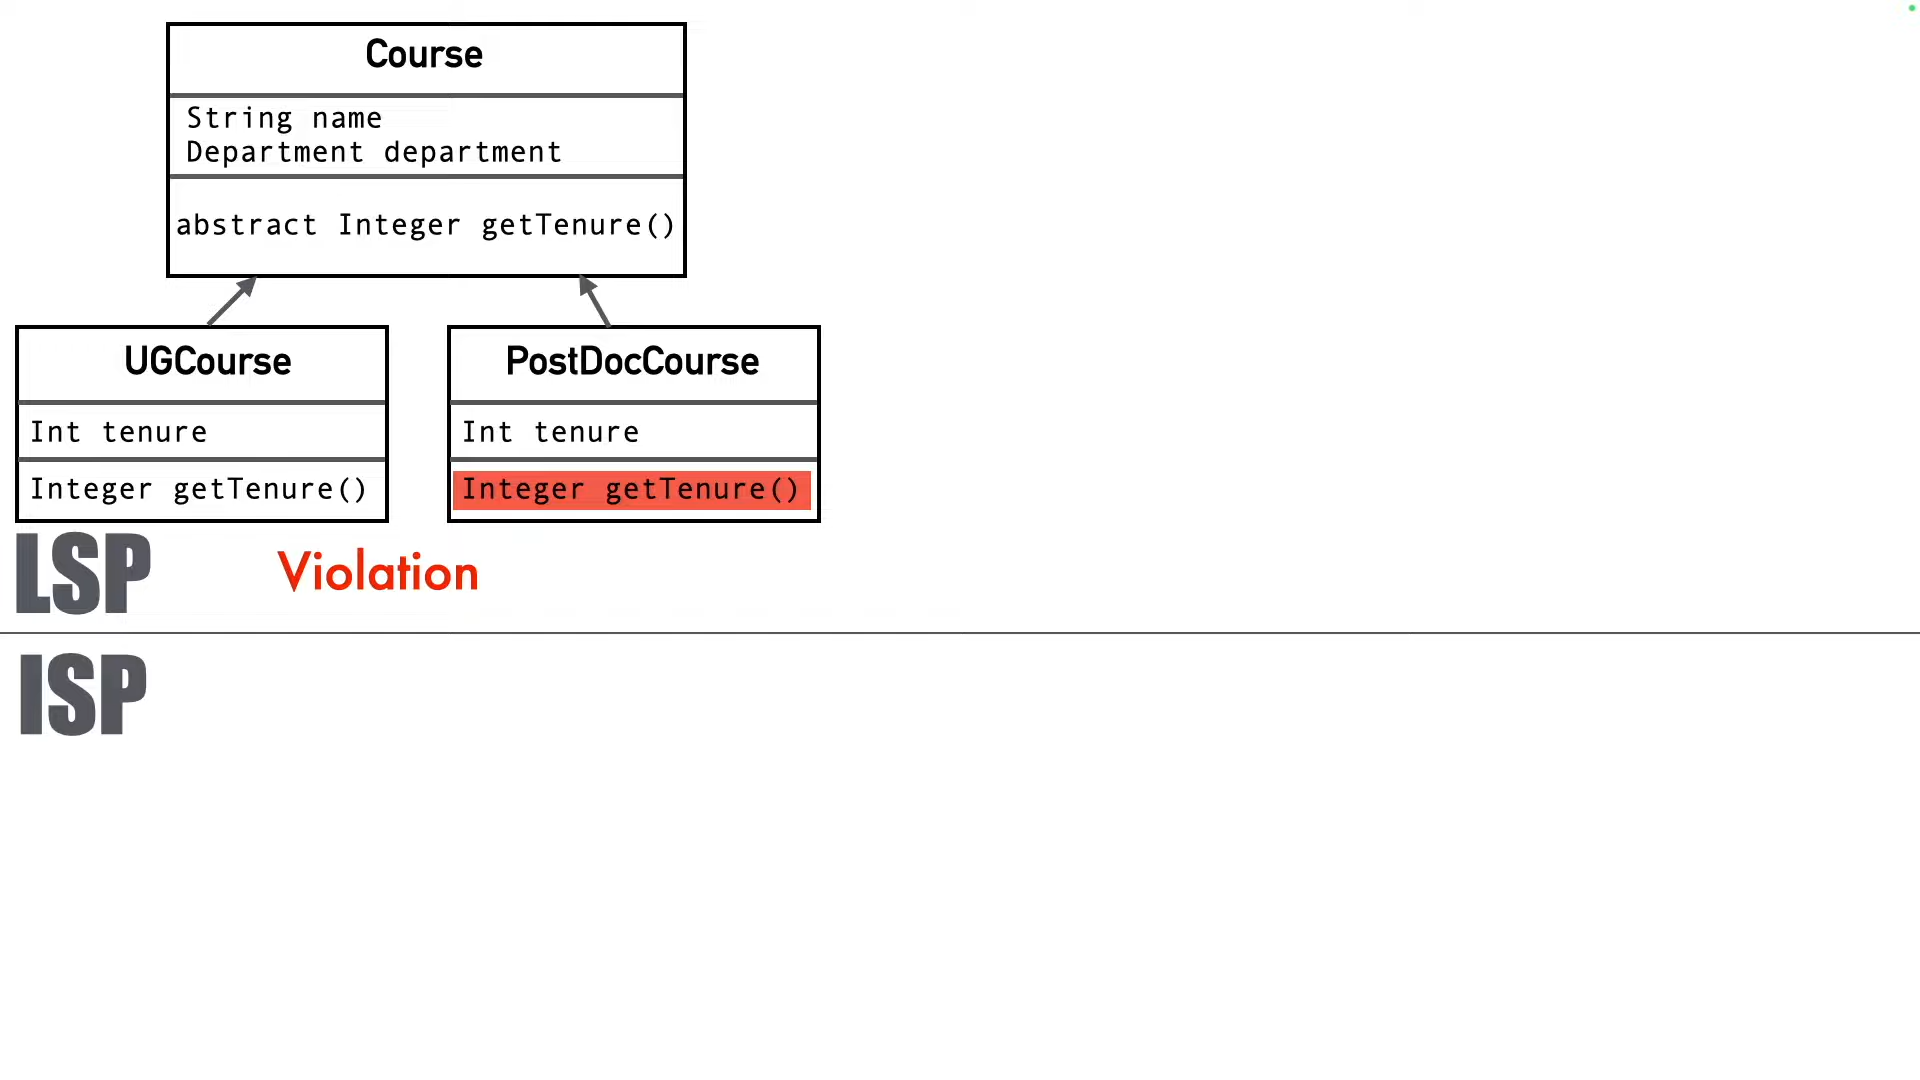 Course
String name
Department department
abstract Integer getTenure()
UGCourse
Int tenure
Integer getTenure()
PostDocCourse
Int tenure
Integer getTenure()
LSP
Violation
ISP